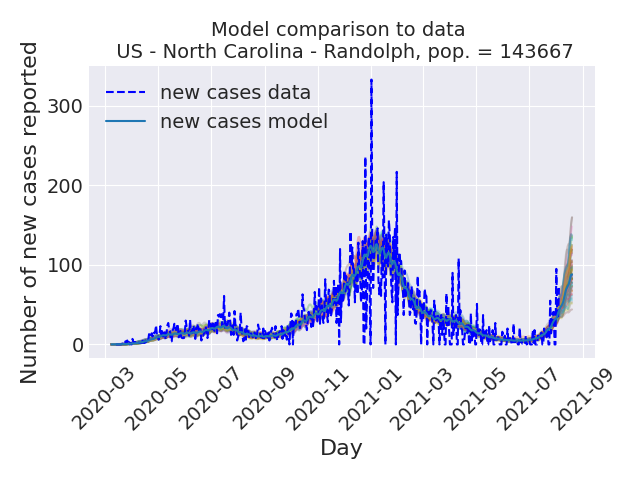 Model comparison to data
US - North Carolina - Randolph, pop. = 143667
Number of new cases reported
300
200
100
0
new cases data
new cases model
2020-03
2020-05
2020-07
2020-09
2020-11
2021-01
2021-03
2021-05
2021-07
2021-09
Day